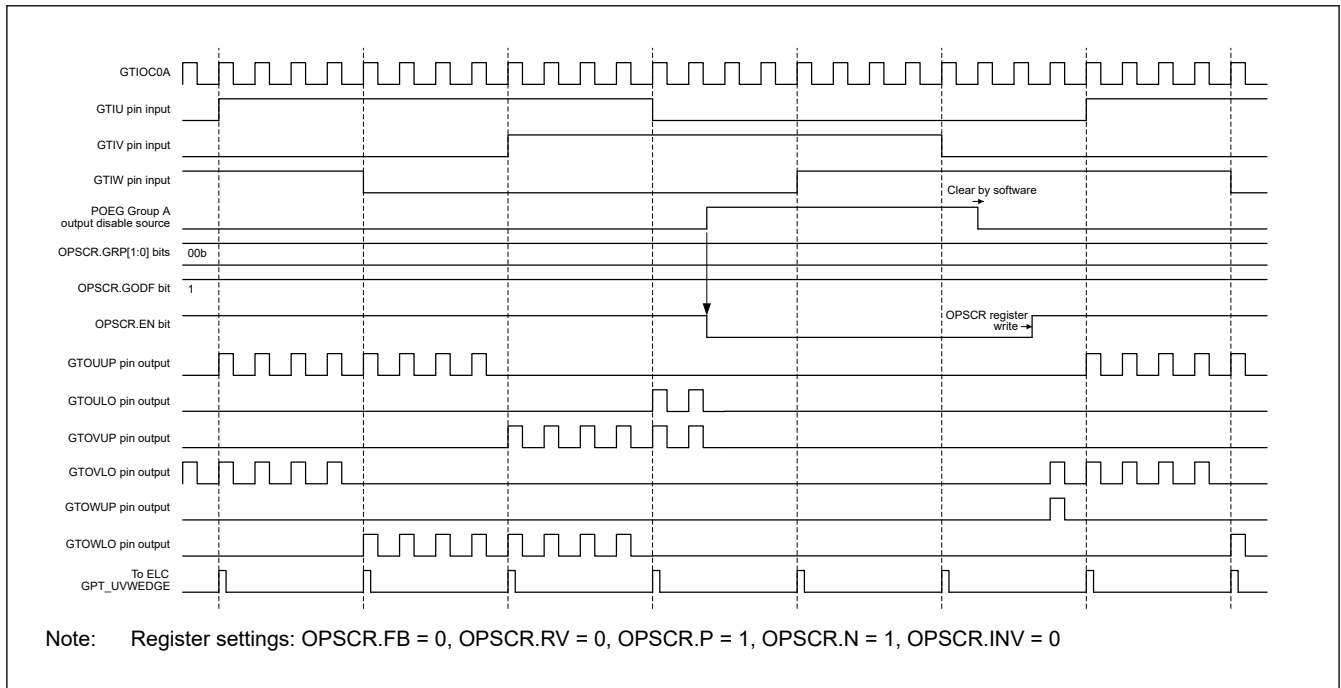 GTIOC0A
GTIU pin input
GTIV pin input
GTIW pin input
Clear by software
POEG Group A
output disable source
OPSCR.GRP[1:0] bits 00b
OPSCR.GODF bit 1
OPSCR.EN bit
OPSCR register
write
GTOUUP pin output
GTOULO pin output
GTOVUP pin output
GTOVLO pin output
GTOWUP pin output
GTOWLO pin output
To ELC
GPT_UVWEDGE
Note: Register settings: OPSCR.FB = 0, OPSCR.RV = 0, OPSCR.P = 1, OPSCR.N = 1, OPSCR.INV = 0